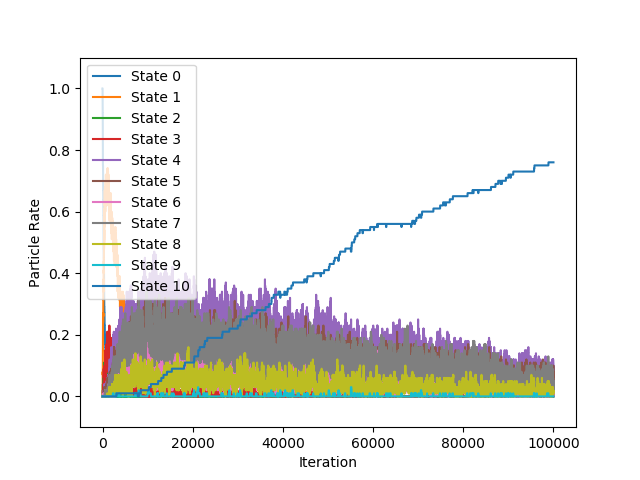 State 0
State 1
State 2
State 3
State 4
State 5
State 6
State 7
State 8
State 9
State 10
1.0
0.8
0.6
0.4
0.2
0.0
Particle Rate
0 20000 40000 60000 80000 100000
Iteration